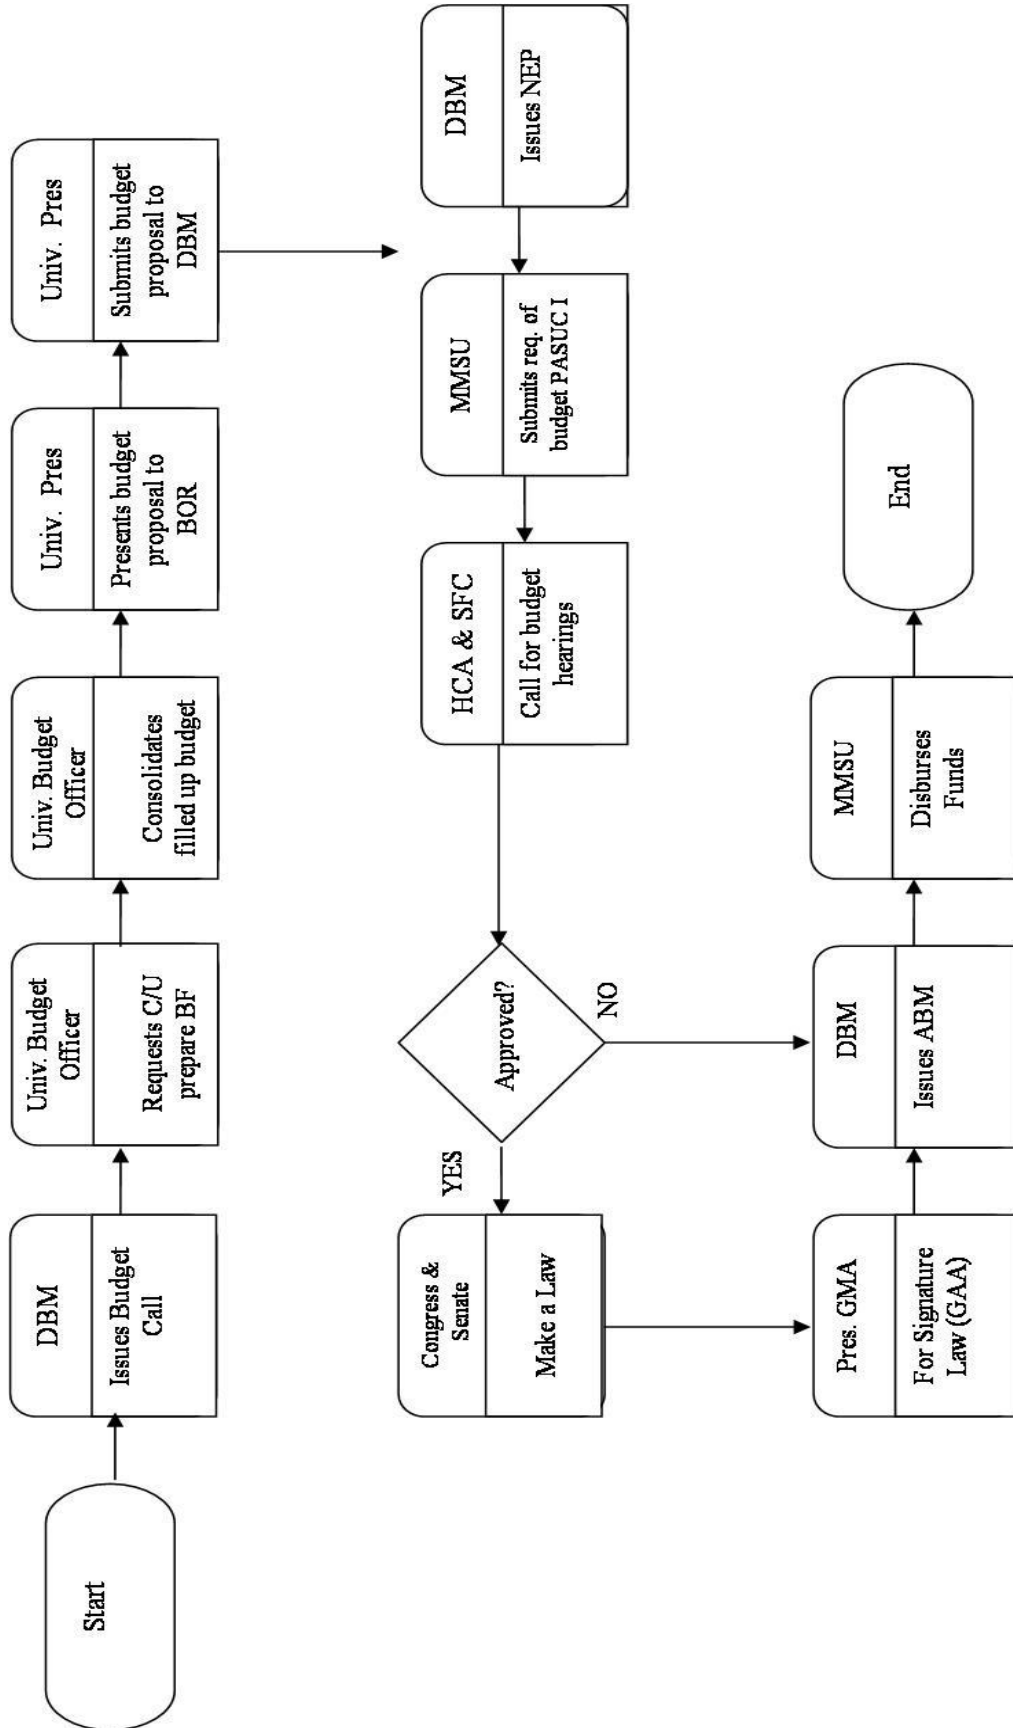 Start
DBM
Issues Budget
Call
Univ. Budget
Officer
Requests C/U
prepare BF
Univ. Budget
Officer
Consolidates
filled up budget
Univ. Pres
Presents budget
proposal to
BOR
Univ. Pres
Submits budget
proposal to
DBM
DBM
Issues NEP
MMSU
Submits req. of
budget PASUC I
HCA & SFC
Call for budget
hearings
Approved?
YES
NO
Congress &
Senate
Make a Law
Pres. GMA
For Signature
Law (GAA)
DBM
Issues ABM
MMSU
Disburses
Funds
End